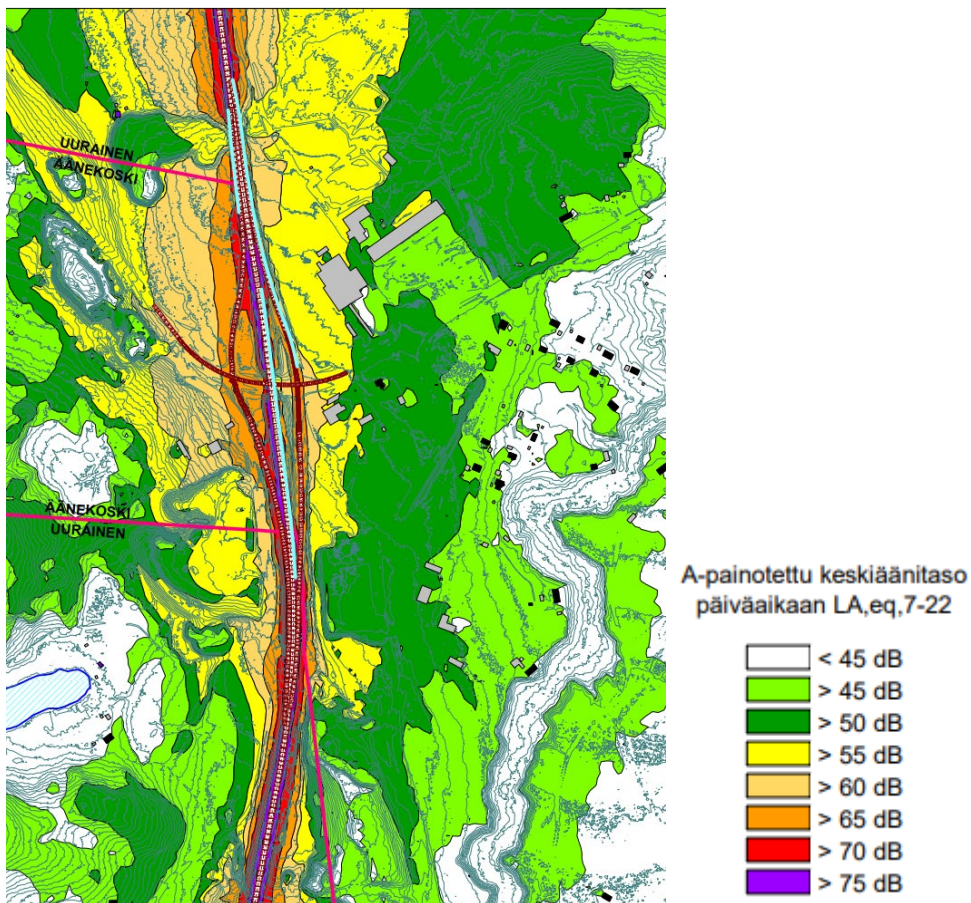 UURAINEN
ÄÄNEKOSKI
ÄÄNEKOSKI
UURAINEN
A-painotettu keskiäänitaso
päiväaikaan LA,eq,7-22
< 45 dB
> 45 dB
> 50 dB
> 55 dB
> 60 dB
> 65 dB
> 70 dB
> 75 dB